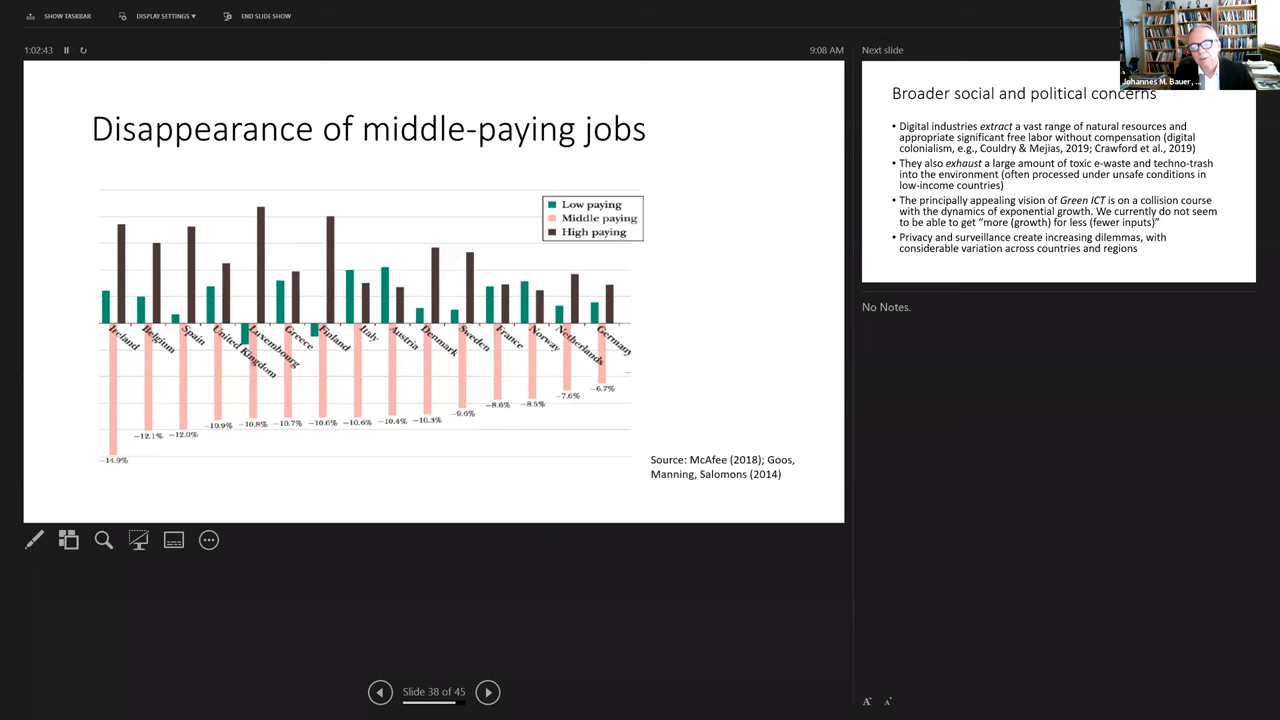 SHOW TASKBAR
DISPLAY SETTINGS ▾
END SLIDE SHOW
1:02:43
9:08 AM
Next slide
Johannes M. Bauer, ...
Disappearance of middle-paying jobs
Low paying
Middle paying
High paying
Ireland
Belgium
Spain
United Kingdom
Luxembourg
Greece
Finland
Italy
Austria
Denmark
Sweden
France
Norway
Netherlands
Germany
−14.9%
−12.1%
−12.0%
−10.9%
−10.8%
−10.7%
−10.6%
−10.6%
−10.4%
−10.3%
−9.6%
−8.6%
−8.5%
−7.6%
−6.7%
Source: McAfee (2018); Goos,
Manning, Salomons (2014)
Broader social and political concerns
• Digital industries extract a vast range of natural resources and
appropriate significant free labor without compensation (digital
colonialism, e.g., Couldry & Mejias, 2019; Crawford et al., 2019)
• They also exhaust a large amount of toxic e-waste and techno-trash
into the environment (often processed under unsafe conditions in
low-income countries)
• The principally appealing vision of Green ICT is on a collision course
with the dynamics of exponential growth. We currently do not seem
to be able to get “more (growth) for less (fewer inputs)”
• Privacy and surveillance create increasing dilemmas, with
considerable variation across countries and regions
No Notes.
Slide 38 of 45
A A